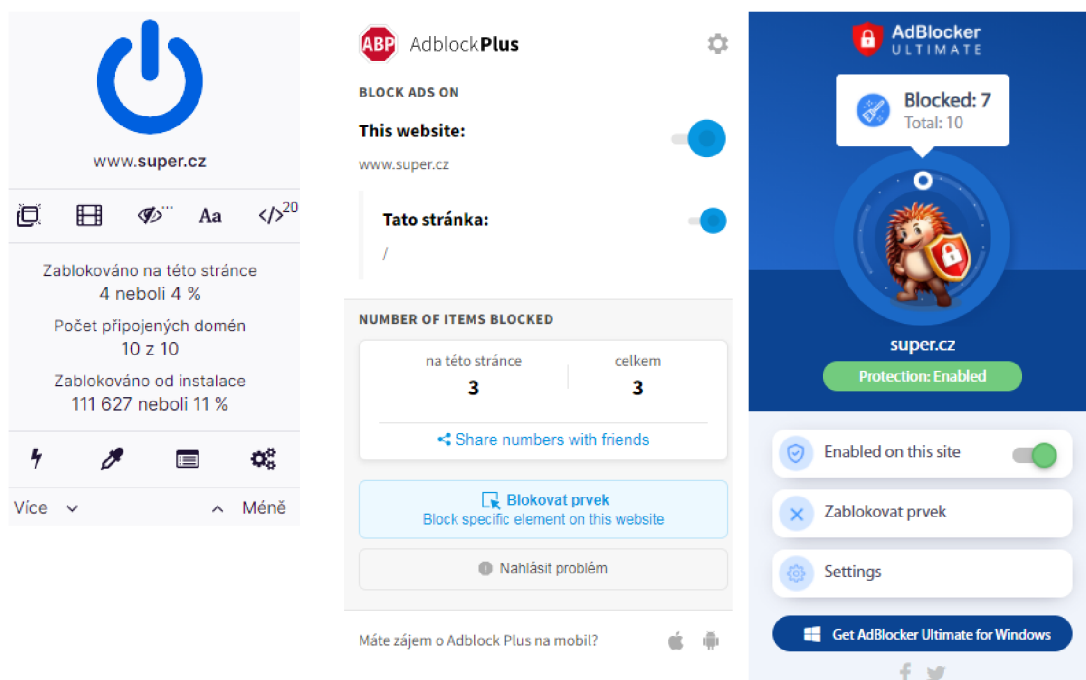 www.super.cz
Aa
</>20
Zablokováno na této stránce
4 neboli 4 %
Počet připojených domén
10 z 10
Zablokováno od instalace
111 627 neboli 11 %
Více
Méně
ABP
AdblockPlus
BLOCK ADS ON
This website:
www.super.cz
Tato stránka:
/
NUMBER OF ITEMS BLOCKED
na této stránce
3
celkem
3
Share numbers with friends
Blokovat prvek
Block specific element on this website
Nahlásit problém
Máte zájem o Adblock Plus na mobil?
AdBlocker
ULTIMATE
Blocked: 7
Total: 10
super.cz
Protection: Enabled
Enabled on this site
Zablokovat prvek
Settings
Get AdBlocker Ultimate for Windows